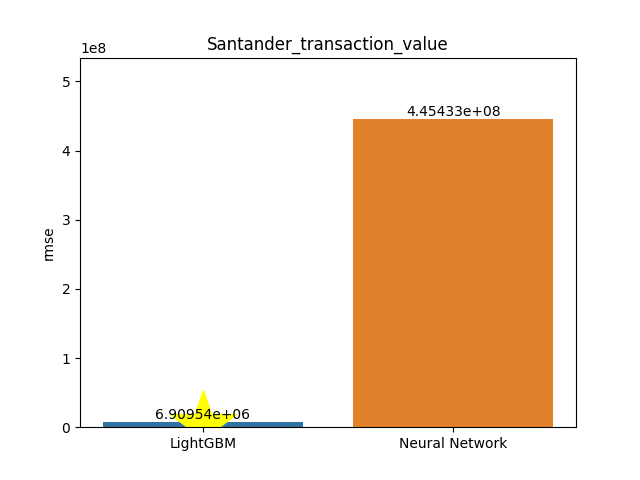 Santander_transaction_value
1e8
5
4
3
2
1
0
rmse
6.90954e+06
4.45433e+08
LightGBM
Neural Network